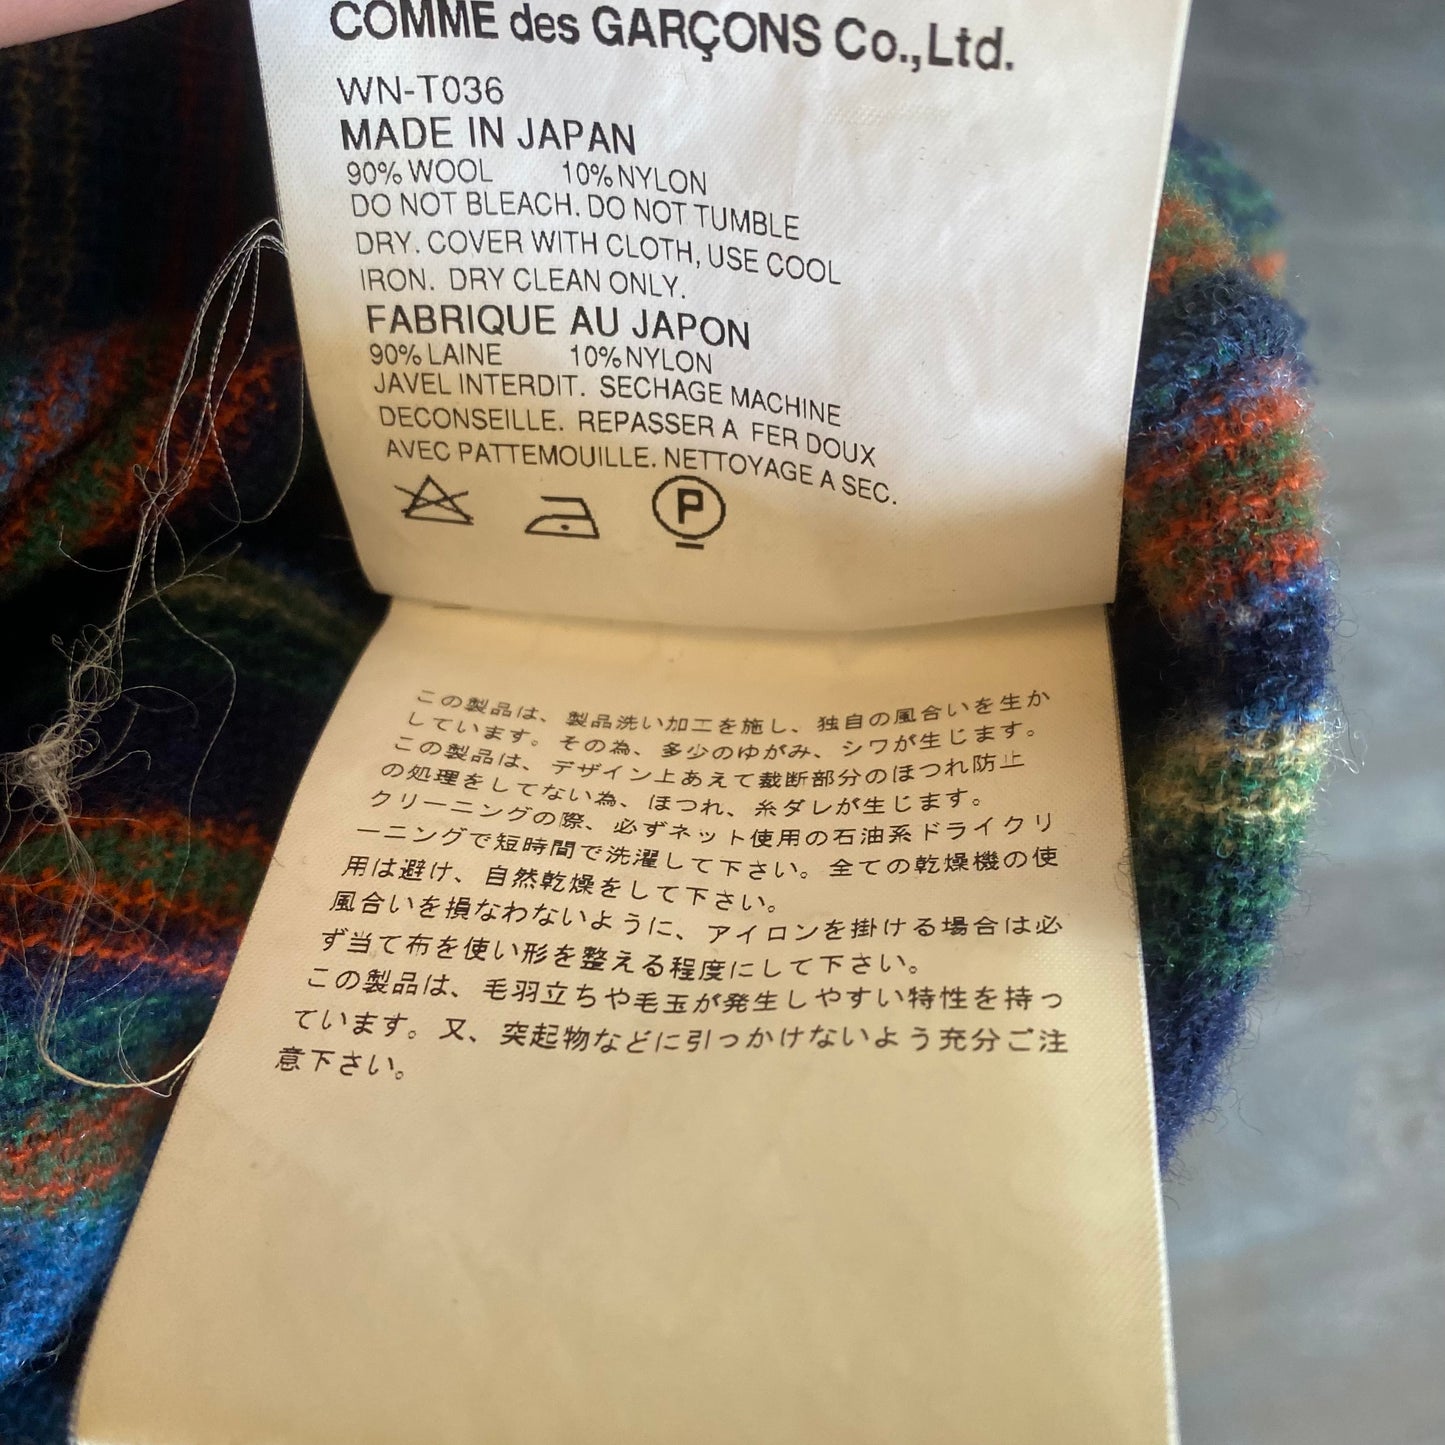 COMME des GARÇONS Co.,Ltd.
WN-T036
MADE IN JAPAN
90% WOOL 10% NYLON
DO NOT BLEACH. DO NOT TUMBLE
DRY. COVER WITH CLOTH, USE COOL
IRON. DRY CLEAN ONLY.
FABRIQUE AU JAPON
90% LAINE 10% NYLON
JAVEL INTERDIT. SECHAGE MACHINE
DECONSEILLE. REPASSER A FER DOUX
AVEC PATTEMOUILLE. NETTOYAGE A SEC.
P
この製品は、製品洗い加工を施し、独自の風合いを生か
しています。その為、多少のゆがみ、シワが生じます。
この製品は、デザイン上あえて裁断部分のほつれ防止
の処理をしてない為、ほつれ、糸ダレが生じます。
クリーニングの際、必ずネット使用の石油系ドライクリ
ーニングで短時間で洗濯して下さい。全ての乾燥機の使
用は避け、自然乾燥をして下さい。
風合いを損なわないように、アイロンを掛ける場合は必
ず当て布を使い形を整える程度にして下さい。
この製品は、毛羽立ちや毛玉が発生しやすい特性を持っ
ています。又、突起物などに引っかけないよう充分ご注
意下さい。